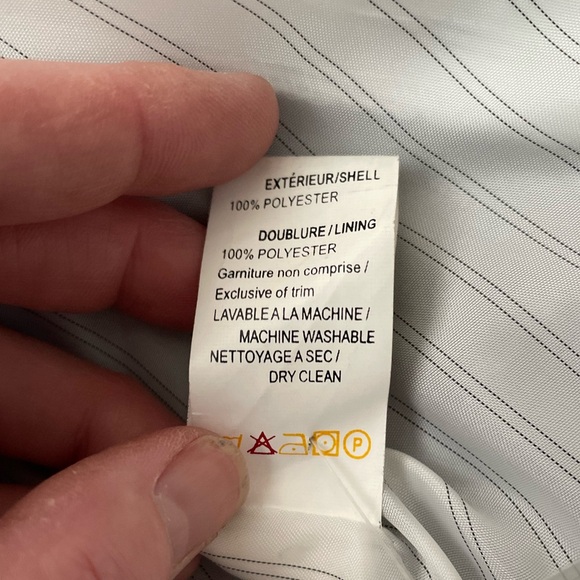 EXTÉRIEUR/SHELL
100% POLYESTER
DOUBLURE/LINING
100% POLYESTER
Garniture non comprise /
Exclusive of trim
LAVABLE A LA MACHINE /
MACHINE WASHABLE
NETTOYAGE A SEC /
DRY CLEAN
P